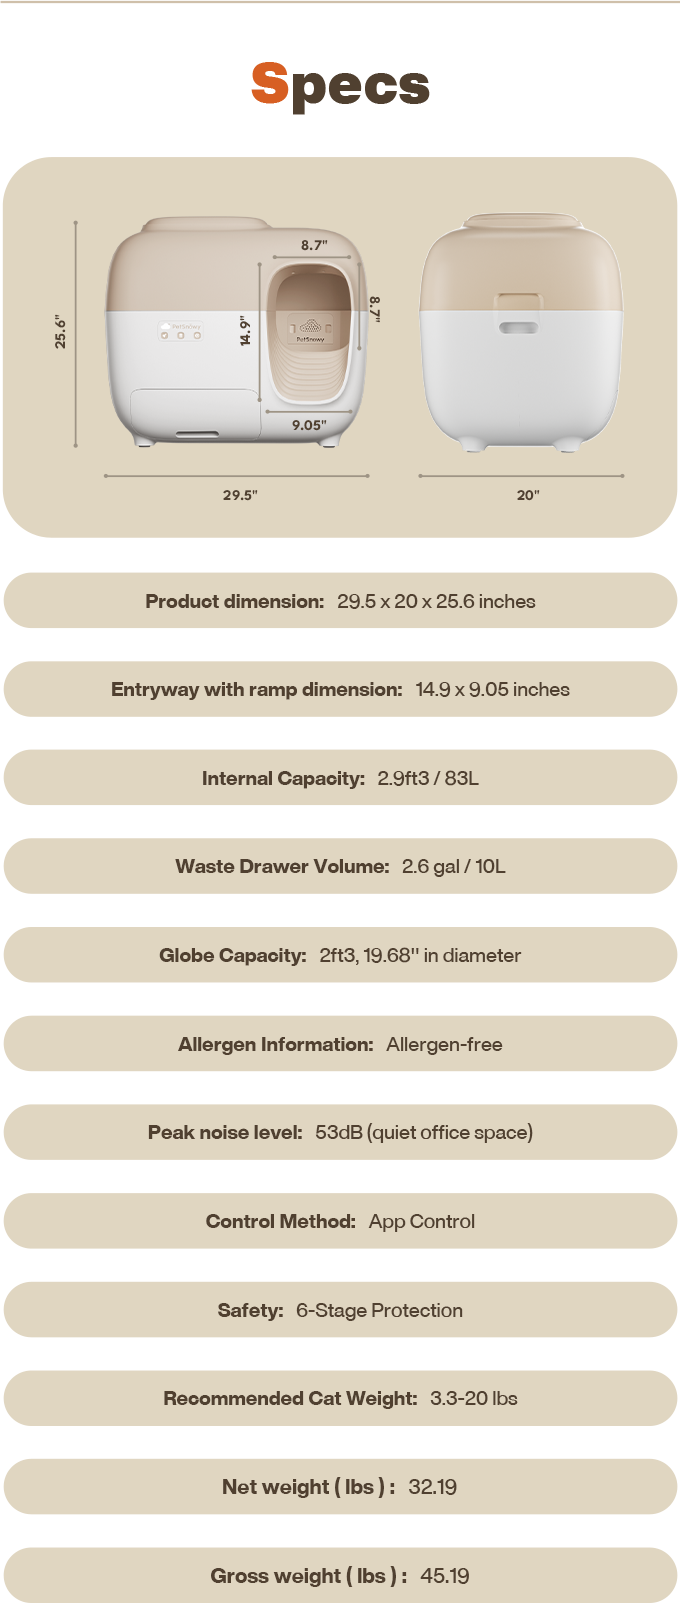 Specs
8.7"
8.7"
14.9"
25.6"
PetSnowy
PetSnowy
9.05"
29.5"
20"
Product dimension: 29.5 x 20 x 25.6 inches
Entryway with ramp dimension: 14.9 x 9.05 inches
Internal Capacity: 2.9ft3 / 83L
Waste Drawer Volume: 2.6 gal / 10L
Globe Capacity: 2ft3, 19.68'' in diameter
Allergen Information: Allergen-free
Peak noise level: 53dB (quiet office space)
Control Method: App Control
Safety: 6-Stage Protection
Recommended Cat Weight: 3.3-20 lbs
Net weight ( lbs ) : 32.19
Gross weight ( lbs ) : 45.19